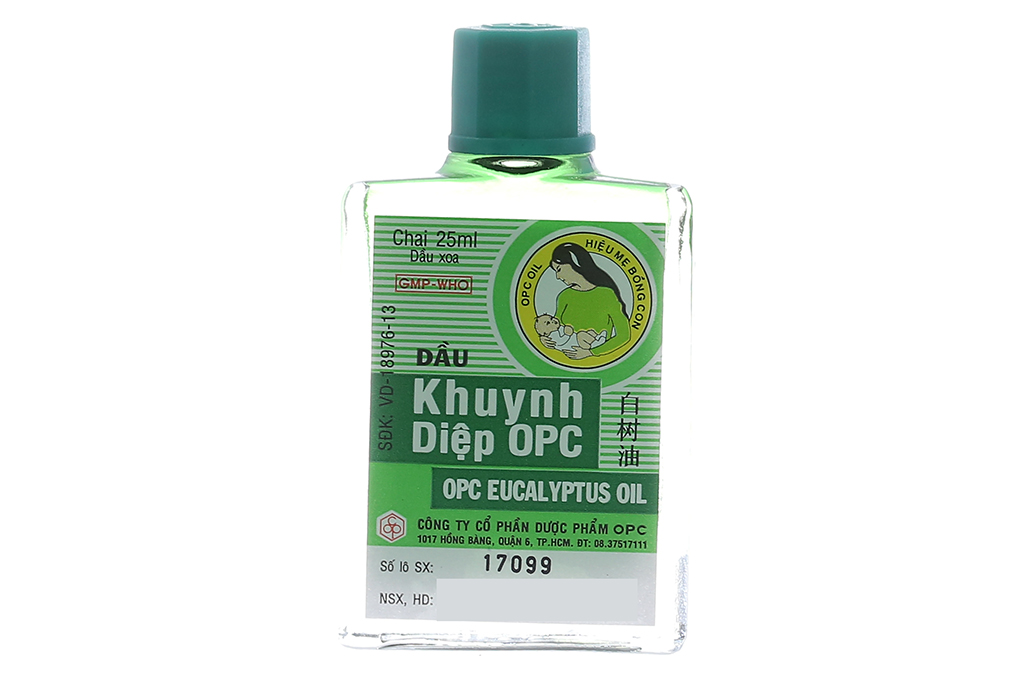 Chai 25ml
Dầu xoa
GMP-WHO
OPC OIL
HIỆU MẸ BỒNG CON
SĐK: VD-18976-13
DẦU
Khuynh
Diệp OPC
白树油
OPC EUCALYPTUS OIL
OPC
CÔNG TY CỔ PHẦN DƯỢC PHẨM OPC
1017 HỒNG BÀNG, QUẬN 6, TP.HCM. ĐT: 08.37517111
Số lô SX: 17099
NSX, HD: